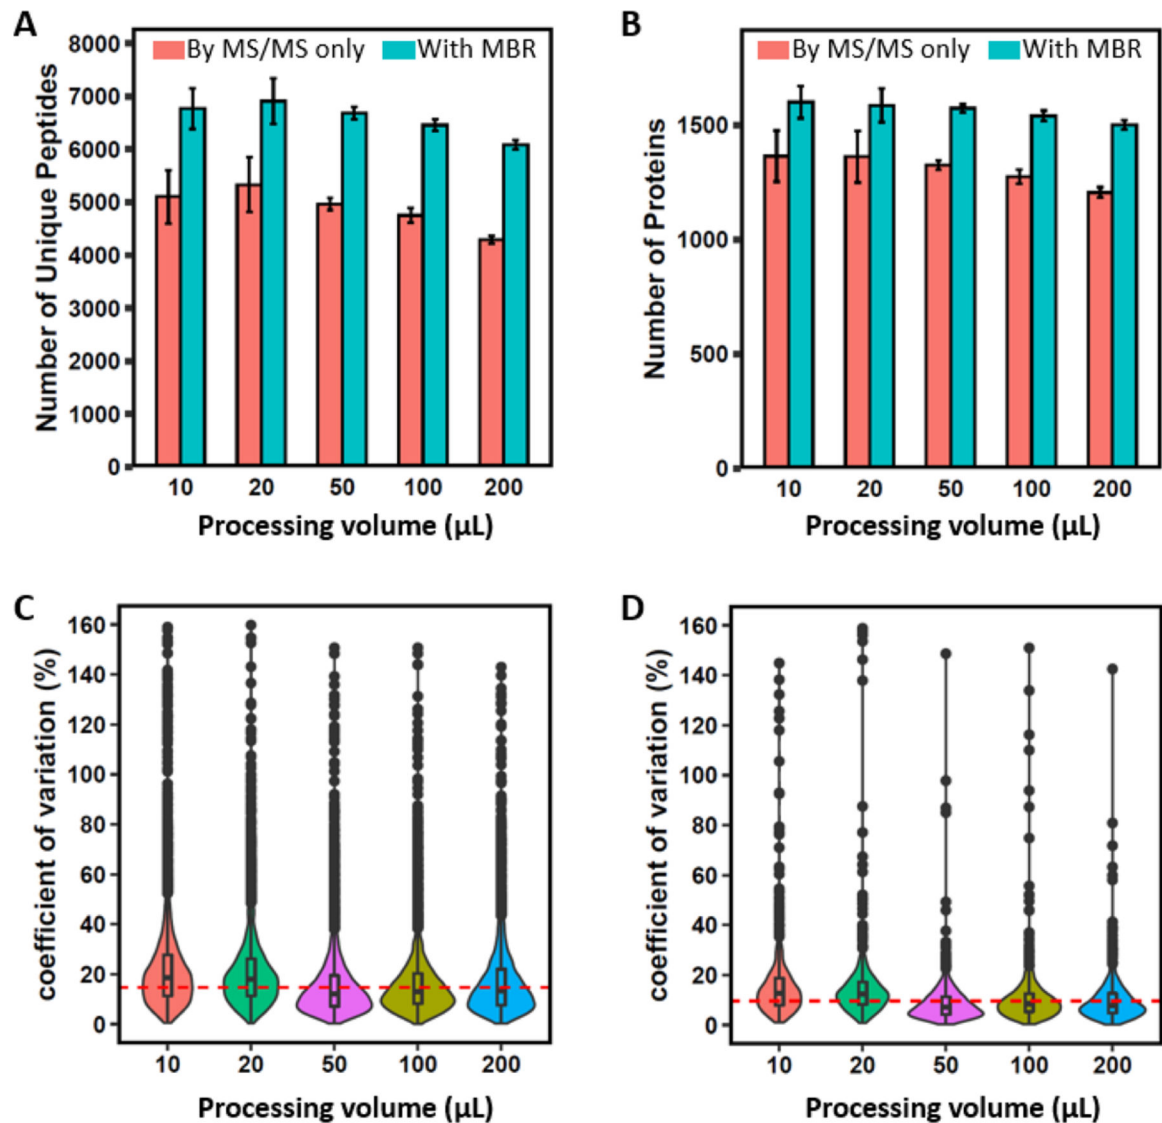 A
By MS/MS only With MBR
Number of Unique Peptides
8000
7000
6000
5000
4000
3000
2000
1000
0
10 20 50 100 200
Processing volume (µL)
B
By MS/MS only With MBR
Number of Proteins
1500
1000
500
0
10 20 50 100 200
Processing volume (µL)
C
coefficient of variation (%)
160
140
120
100
80
60
40
20
0
10 20 50 100 200
Processing volume (µL)
D
coefficient of variation (%)
160
140
120
100
80
60
40
20
0
10 20 50 100 200
Processing volume (µL)